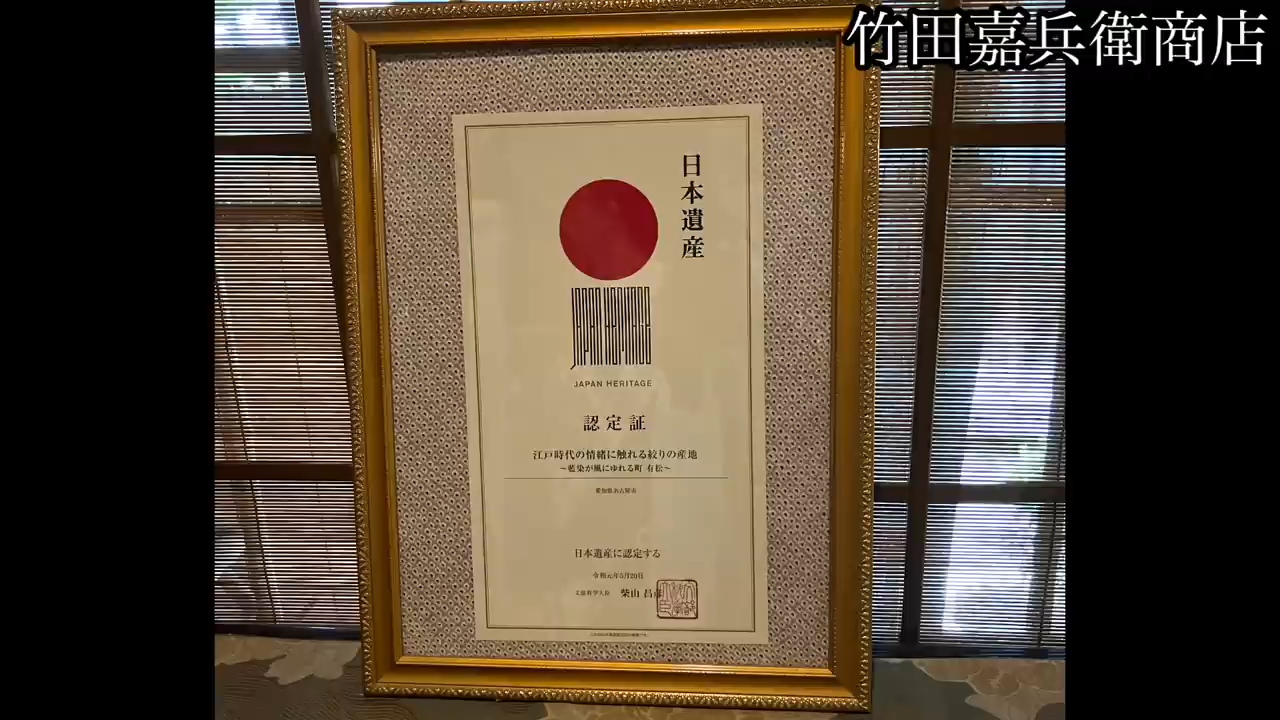 竹田嘉兵衛商店
日本遺産
JAPAN HERITAGE
JAPAN HERITAGE
認定証
江戸時代の情緒に触れる絞りの産地
~藍染が風にゆれる町 有松~
愛知県名古屋市
日本遺産に認定する
令和元年5月20日
文部科学大臣 柴山 昌彦